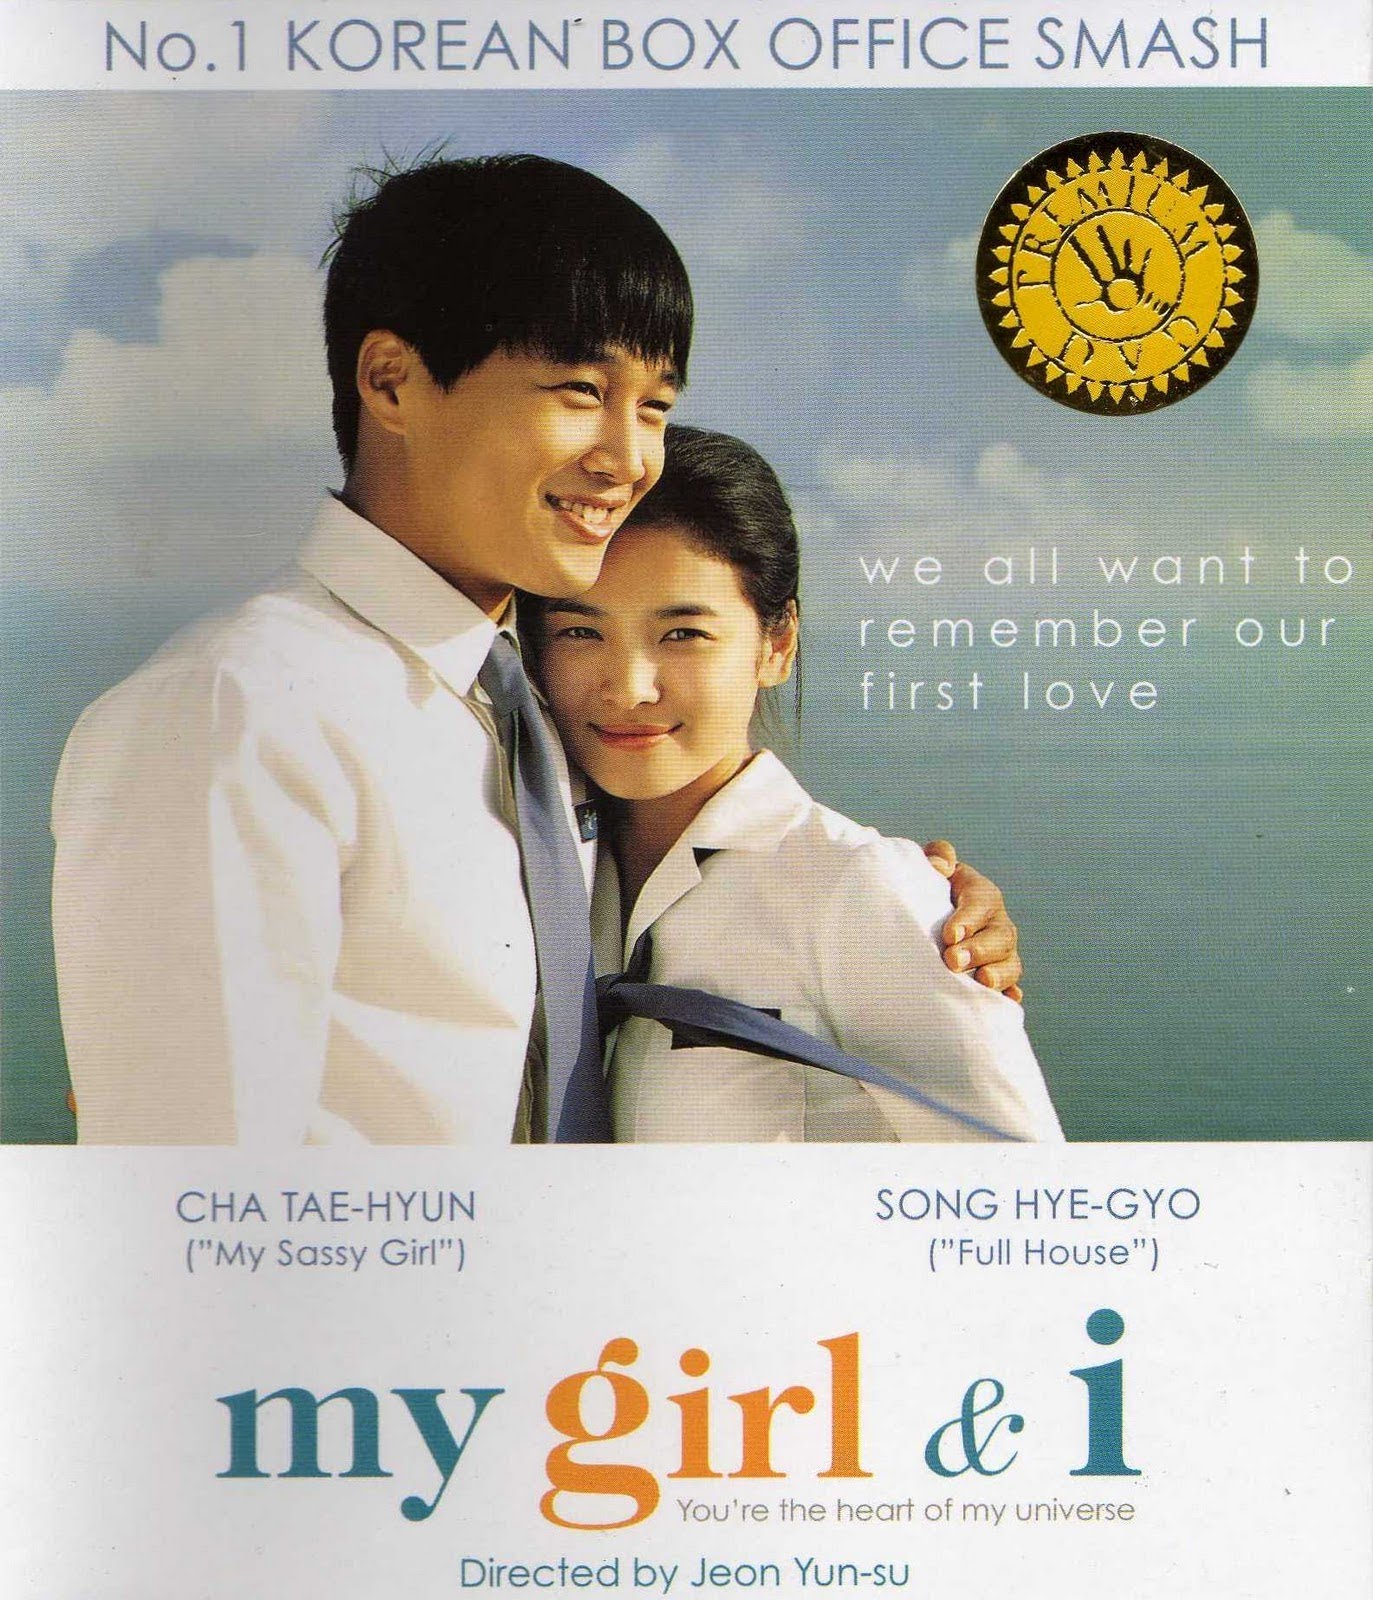 No.1 KOREAN BOX OFFICE SMASH
PREMIUM
DVD
we all want to
remember our
first love
CHA TAE-HYUN
("My Sassy Girl")
SONG HYE-GYO
("Full House")
my girl & i
You're the heart of my universe
Directed by Jeon Yun-su